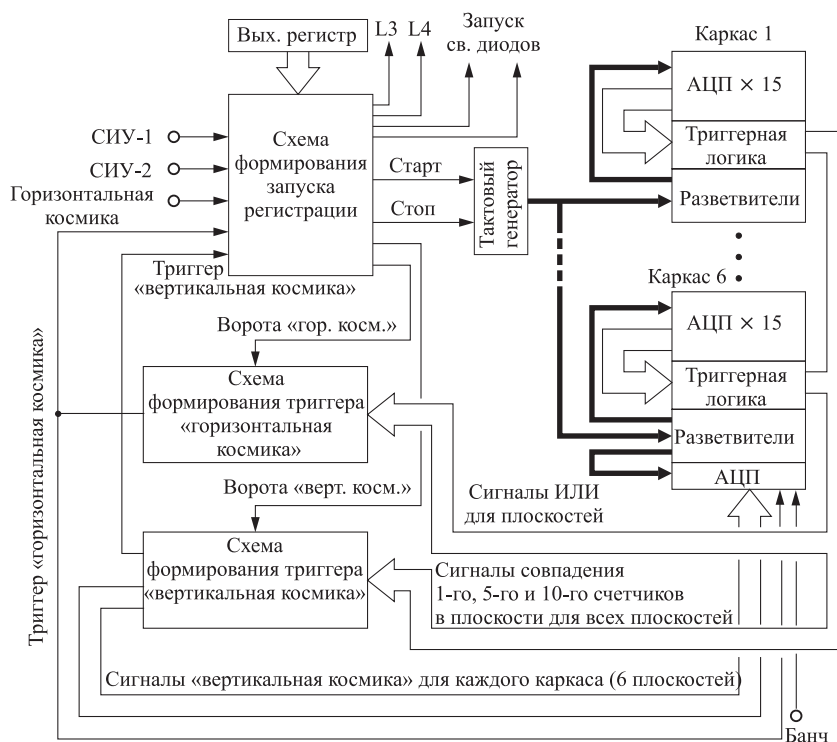 Вых. регистр
L3
L4
Запуск
св. диодов
Каркас 1
АЦП × 15
Триггерная
логика
Разветвители
СИУ-1
СИУ-2
Горизонтальная
космика
Схема
формирования
запуска
регистрации
Старт
Стоп
Тактовый
генератор
Триггер
«вертикальная космика»
Каркас 6
АЦП × 15
Триггерная
логика
Разветвители
АЦП
Ворота «гор. косм.»
Схема
формирования триггера
«горизонтальная
космика»
Триггер «горизонтальная космика»
Ворота «верт. косм.»
Сигналы ИЛИ
для плоскостей
Схема
формирования триггера
«вертикальная космика»
Сигналы совпадения
1-го, 5-го и 10-го счетчиков
в плоскости для всех плоскостей
Сигналы «вертикальная космика» для каждого каркаса (6 плоскостей)
Банч